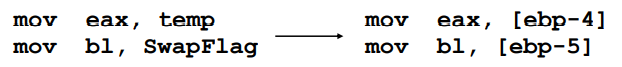 mov eax, temp
mov bl, SwapFlag
mov eax, [ebp-4]
mov bl, [ebp-5]